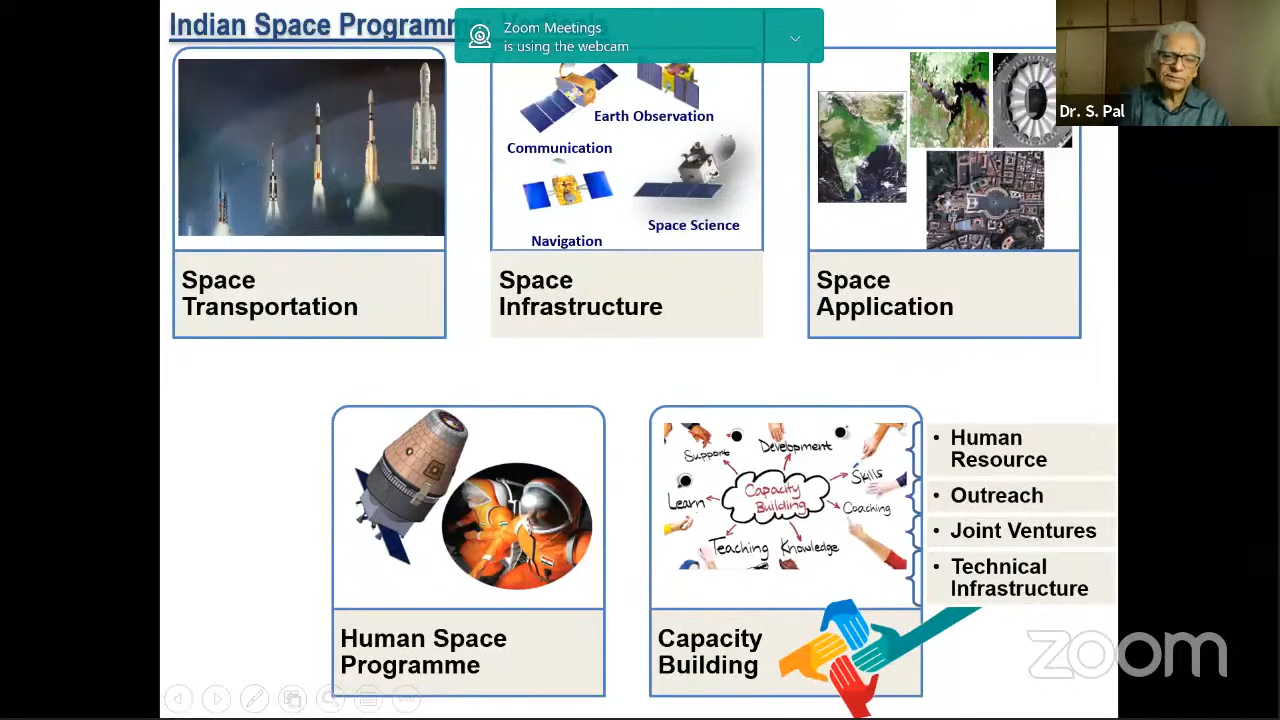 Indian Space Programme
Zoom Meetings
is using the webcam
Dr. S. Pal
Earth Observation
Communication
Space Science
Navigation
Space
Transportation
Space
Infrastructure
Space
Application
Support
Development
Skills
Learn
Capacity
Building
Coaching
Teaching
Knowledge
• Human
Resource
• Outreach
• Joint Ventures
• Technical
Infrastructure
Human Space
Programme
Capacity
Building
zoom